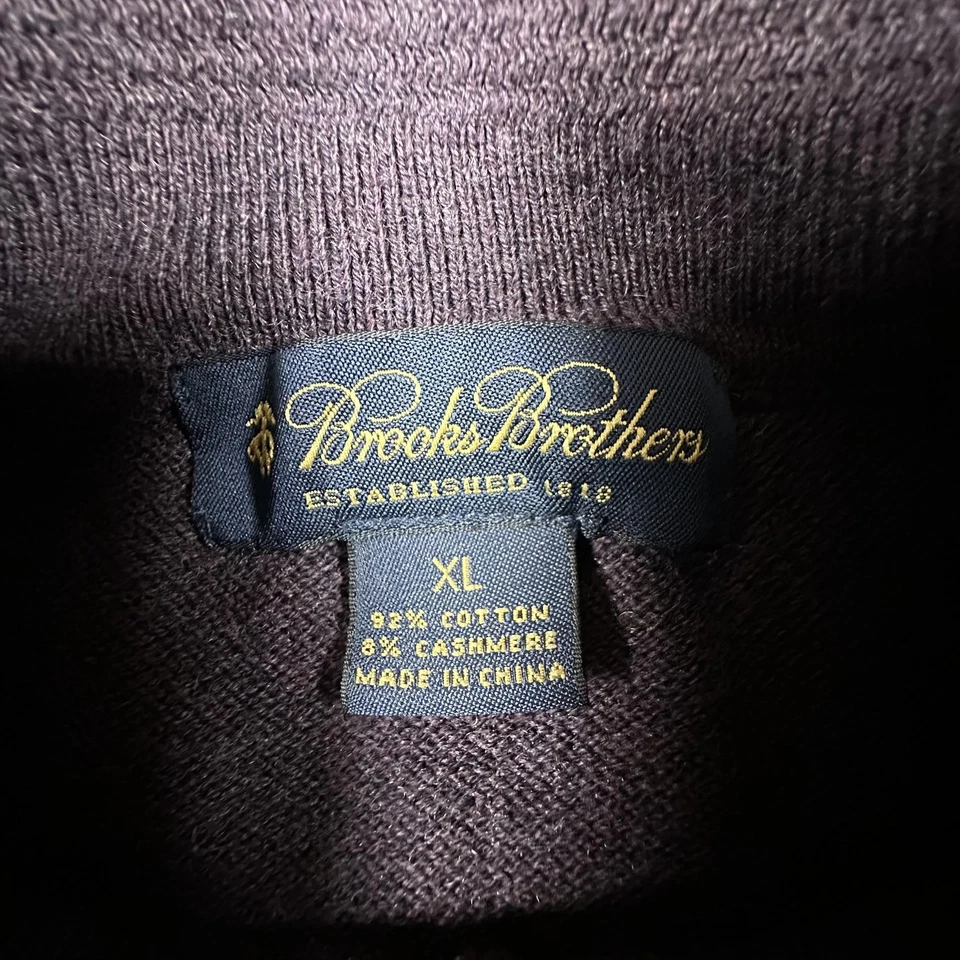 Brooks Brothers
ESTABLISHED 1818
XL
92% COTTON
8% CASHMERE
MADE IN CHINA